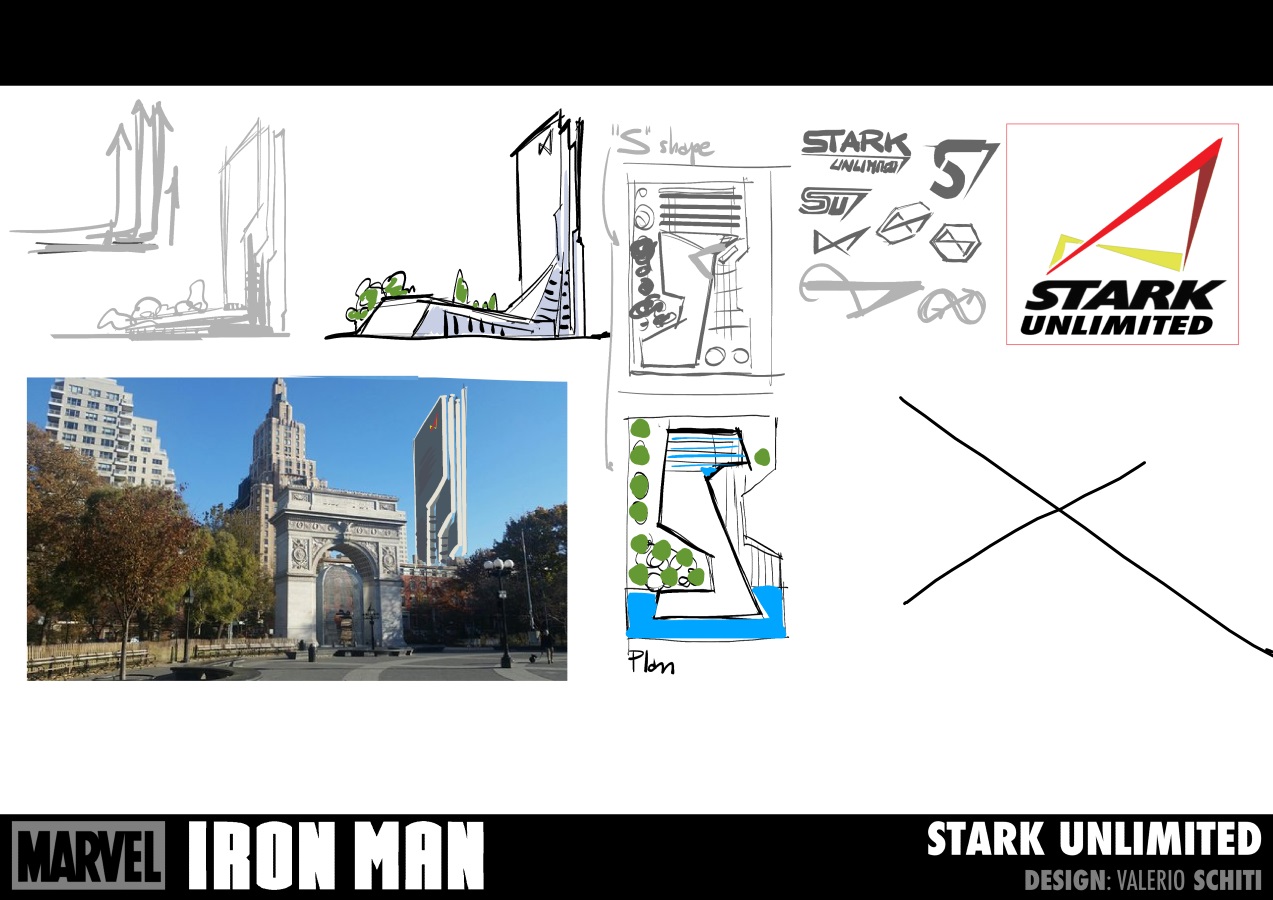 "S" shape
STARK
UNLIMITED
S
SU
STARK
UNLIMITED
Plan
MARVEL IRON MAN
STARK UNLIMITED
DESIGN: VALERIO SCHITI